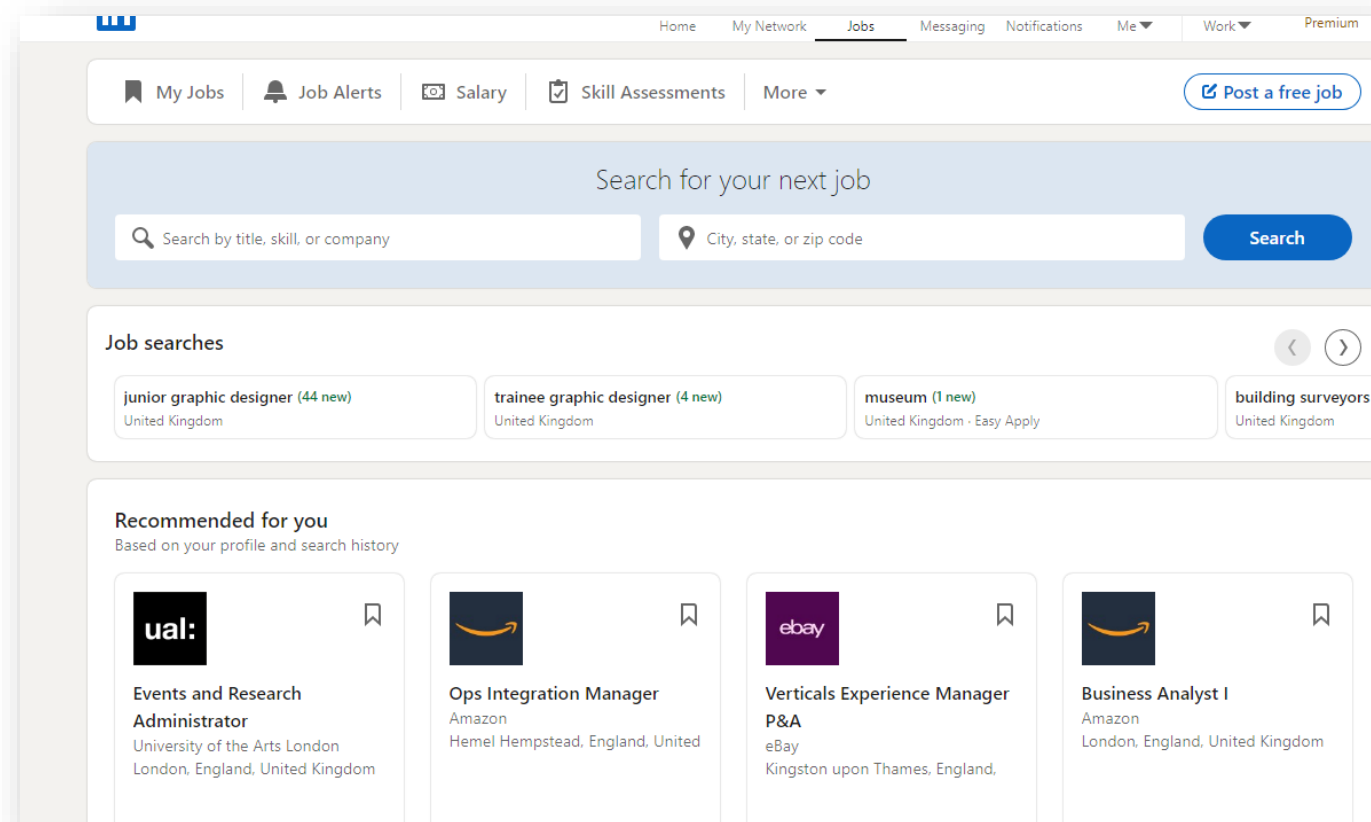 Home My Network Jobs Messaging Notifications Me Work Premium
My Jobs Job Alerts Salary Skill Assessments More Post a free job
Search for your next job
Search by title, skill, or company City, state, or zip code Search
Job searches
junior graphic designer (44 new) trainee graphic designer (4 new) museum (1 new) building surveyors
United Kingdom United Kingdom United Kingdom · Easy Apply United Kingdom
Recommended for you
Based on your profile and search history
ual:
Events and Research
Administrator
University of the Arts London
London, England, United Kingdom
Ops Integration Manager
Amazon
Hemel Hempstead, England, United
ebay
Verticals Experience Manager
P&A
eBay
Kingston upon Thames, England,
Business Analyst I
Amazon
London, England, United Kingdom